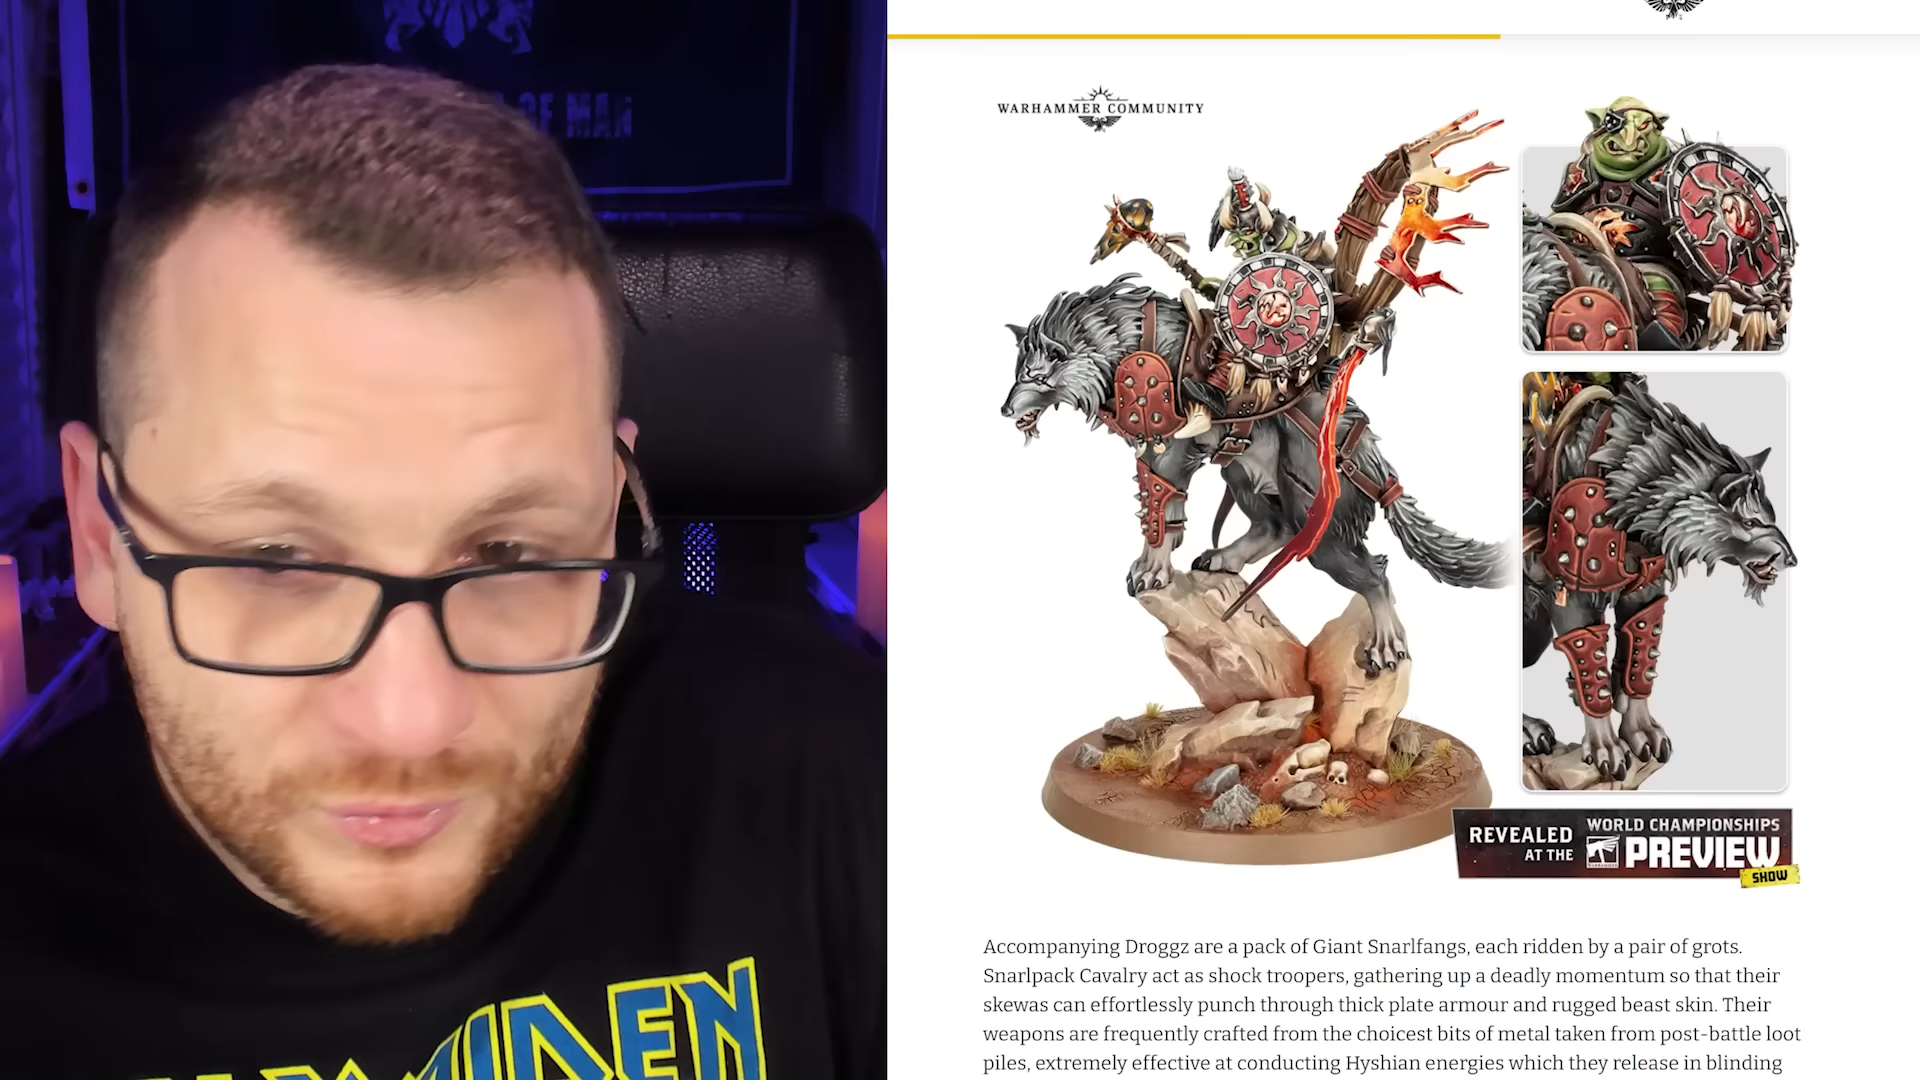 OF MAN
MAIDEN
WARHAMMER COMMUNITY
REVEALED
AT THE
WORLD CHAMPIONSHIPS
PREVIEW
SHOW
Accompanying Droggz are a pack of Giant Snarlfangs, each ridden by a pair of grots.
Snarlpack Cavalry act as shock troopers, gathering up a deadly momentum so that their
skewas can effortlessly punch through thick plate armour and rugged beast skin. Their
weapons are frequently crafted from the choicest bits of metal taken from post-battle loot
piles, extremely effective at conducting Hyshian energies which they release in blinding